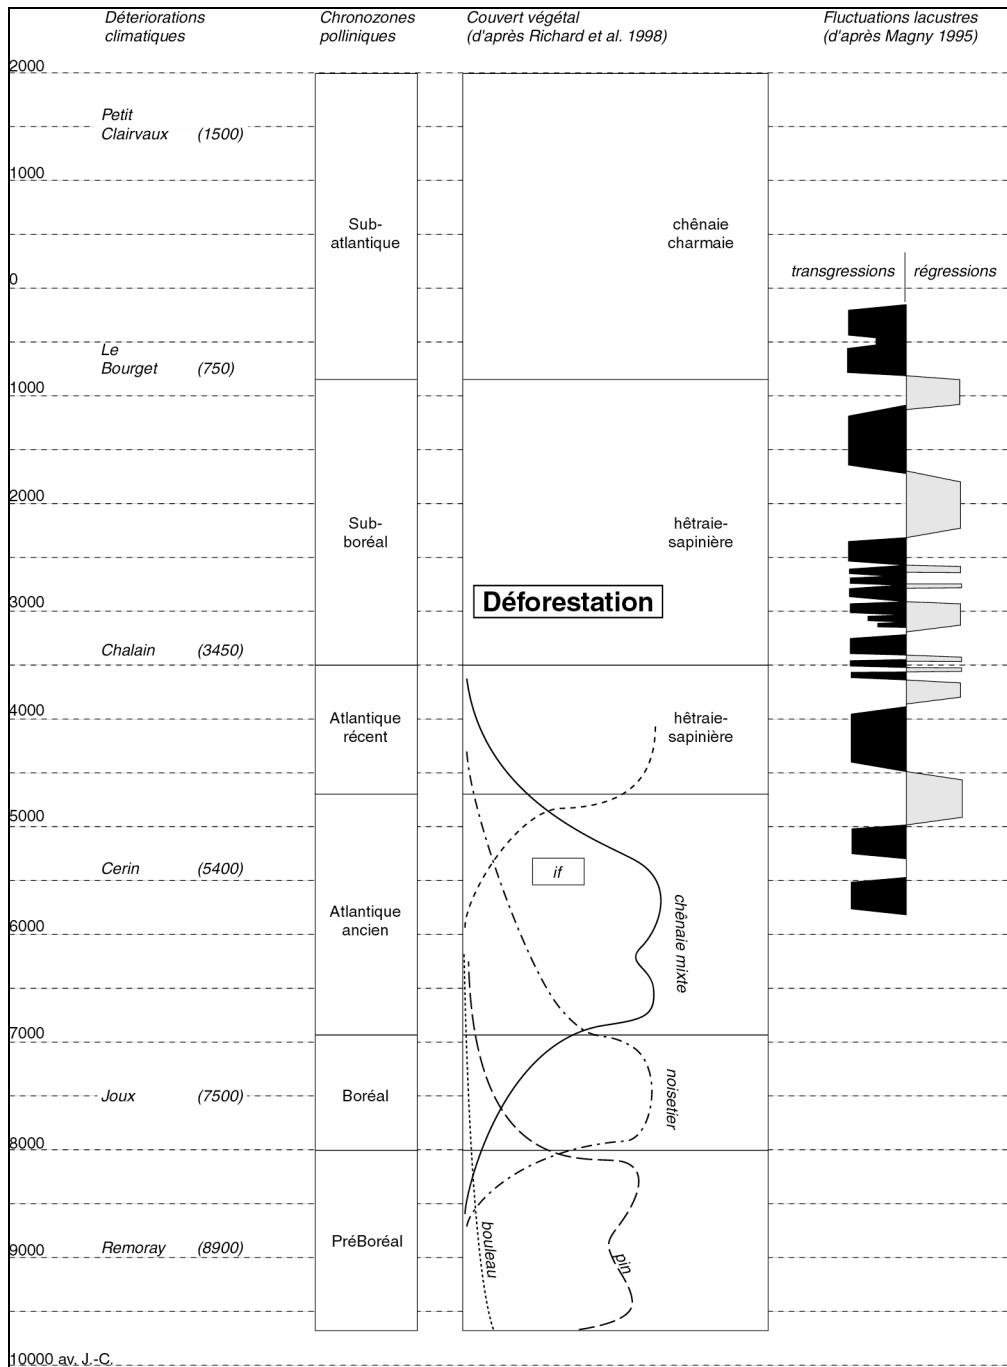 Déteriorations
climatiques
Chronozones
polliniques
Couvert végétal
(d'après Richard et al. 1998)
Fluctuations lacustres
(d'après Magny 1995)
2000
Petit
Clairvaux (1500)
1000
Sub-
atlantique
chênaie
charmaie
transgressions
régressions
0
Le
Bourget (750)
1000
2000
Sub-
boréal
hêtraie-
sapinière
Déforestation
3000
Chalain (3450)
4000
Atlantique
récent
hêtraie-
sapinière
5000
Cerin (5400)
if
Atlantique
ancien
chênaie mixte
6000
7000
Joux (7500)
Boréal
noisetier
8000
PréBoréal
bouleau
pin
9000
Remoray (8900)
10000 av. J.-C.